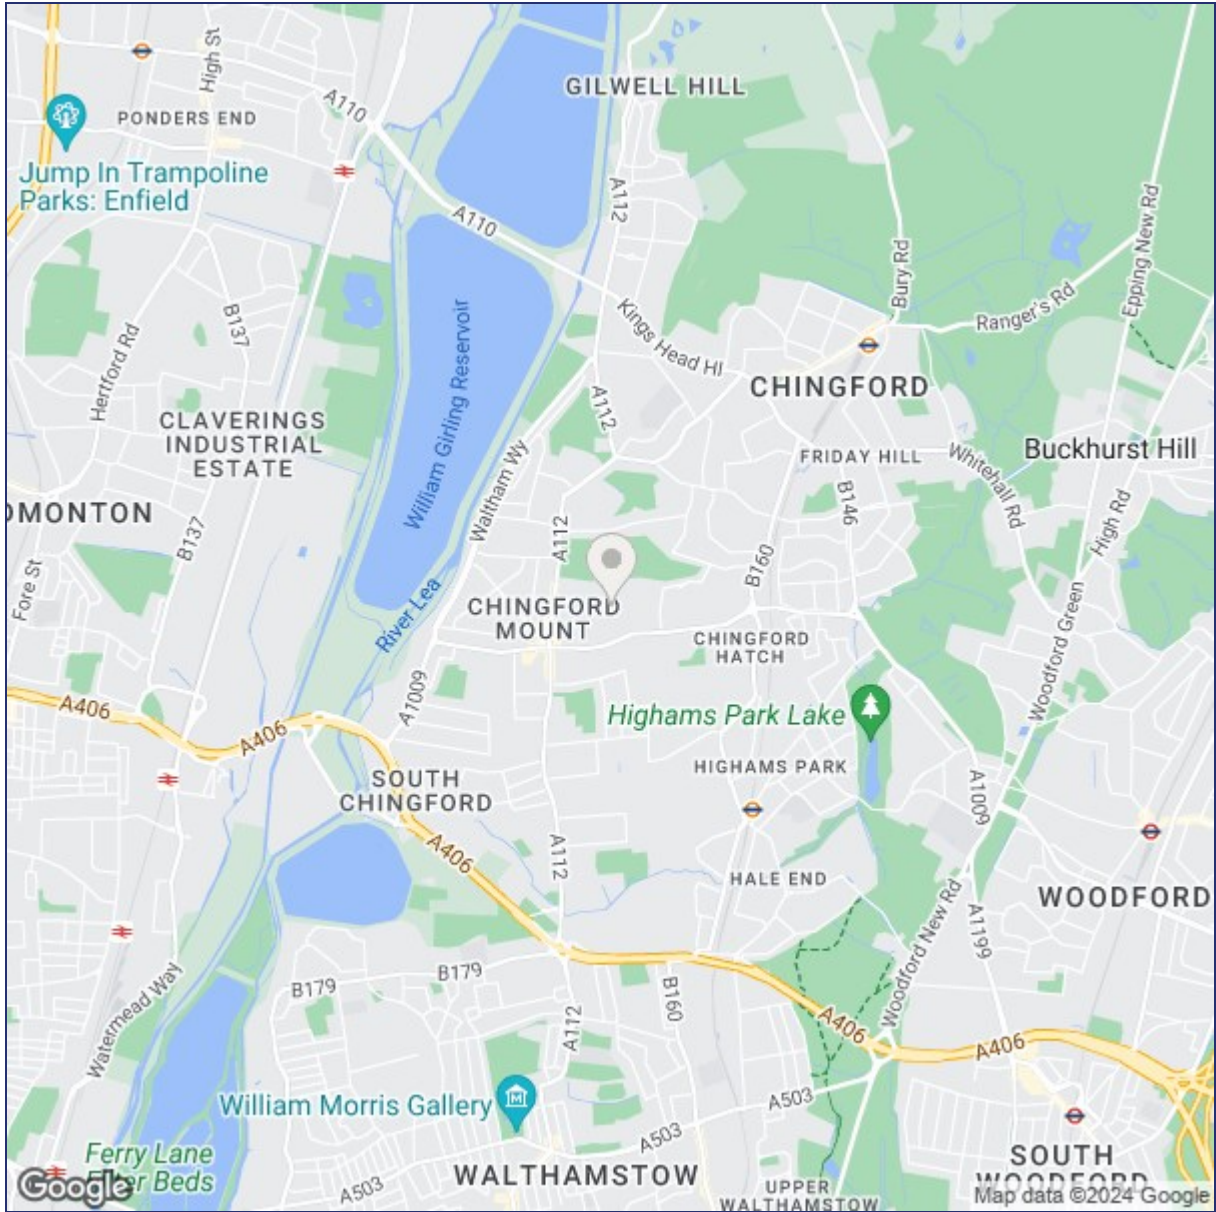 High St
GILWELL HILL
A110
PONDERS END
Jump In Trampoline
Parks: Enfield
A112
A110
Epping New Rd
Bury Rd
Ranger's Rd
William Girling Reservoir
Kings Head Hl
B137
Hertford Rd
CHINGFORD
A112
CLAVERINGS
INDUSTRIAL
ESTATE
Waltham Wy
FRIDAY HILL
Whitehall Rd
Buckhurst Hill
B146
High Rd
DMONTON
B137
A112
B160
Fore St
River Lea
CHINGFORD
MOUNT
CHINGFORD
HATCH
Woodford Green
A1009
A406
A406
Highams Park Lake
SOUTH
CHINGFORD
HIGHAMS PARK
A1009
A406
A112
HALE END
WOODFORD
Woodford New Rd
A1199
B179
B179
B160
Watermead Way
A112
A406
A406
William Morris Gallery
A503
A503
Ferry Lane
Filter Beds
WALTHAMSTOW
A503
UPPER
WALTHAMSTOW
SOUTH
WOODFORD
Google
Map data ©2024 Google